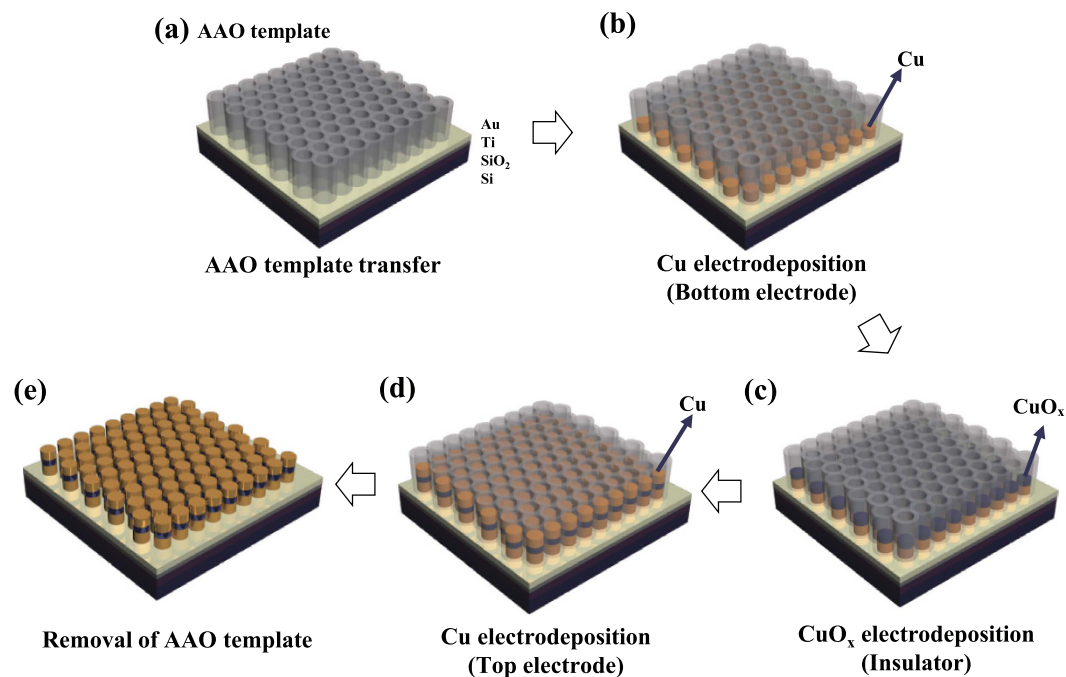 (a) AAO template
Au
Ti
SiO₂
Si
AAO template transfer
(b)
Cu
Cu electrodeposition
(Bottom electrode)
(c)
CuOₓ
CuOₓ electrodeposition
(Insulator)
(d)
Cu
Cu electrodeposition
(Top electrode)
(e)
Removal of AAO template